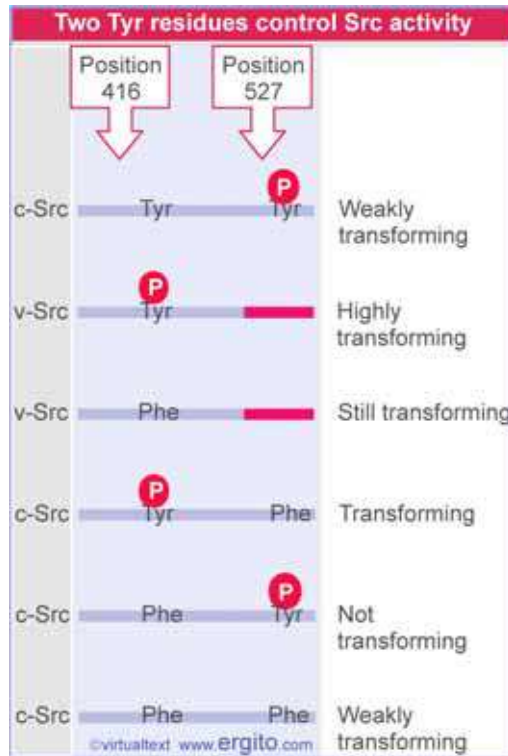 Two Tyr residues control Src activity
Position 416
Position 527
P
c-Src Tyr Tyr Weakly transforming
P
v-Src Tyr Highly transforming
v-Src Phe Still transforming
P
c-Src Tyr Phe Transforming
P
c-Src Phe Tyr Not transforming
c-Src Phe Phe Weakly transforming
©virtualtext www.ergito.com